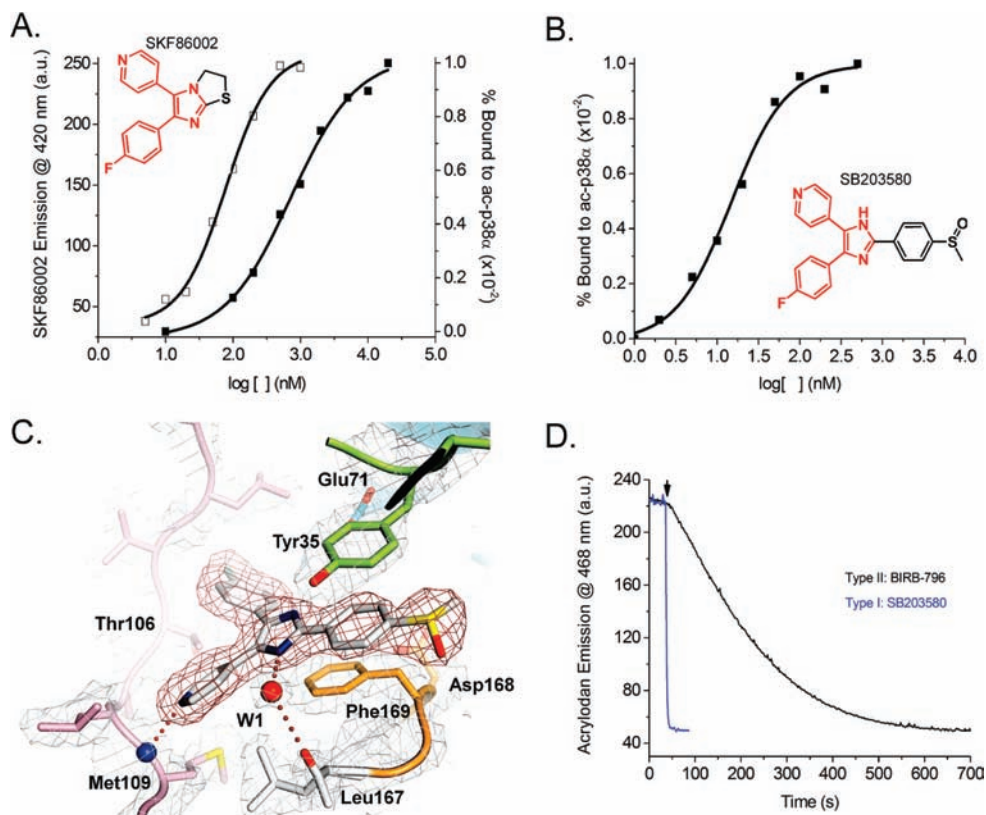 A.
SKF86002
SKF86002 Emission @ 420 nm (a.u.)
250
200
150
100
50
% Bound to ac-p38α (x10⁻²)
1.0
0.8
0.6
0.4
0.2
0.0
0.0 0.5 1.0 1.5 2.0 2.5 3.0 3.5 4.0 4.5 5.0
log[ ] (nM)
N
N
S
N
F
B.
% Bound to ac-p38α (x10⁻²)
1.0
0.8
0.6
0.4
0.2
0.0
0.0 0.5 1.0 1.5 2.0 2.5 3.0 3.5 4.0
log[ ] (nM)
SB203580
N
H
N
O
S
N
F
C.
Glu71
Tyr35
Thr106
Asp168
Phe169
W1
Met109
Leu167
D.
Acrylodan Emission @ 468 nm (a.u.)
240
200
160
120
80
40
Type II: BIRB-796
Type I: SB203580
0 100 200 300 400 500 600 700
Time (s)